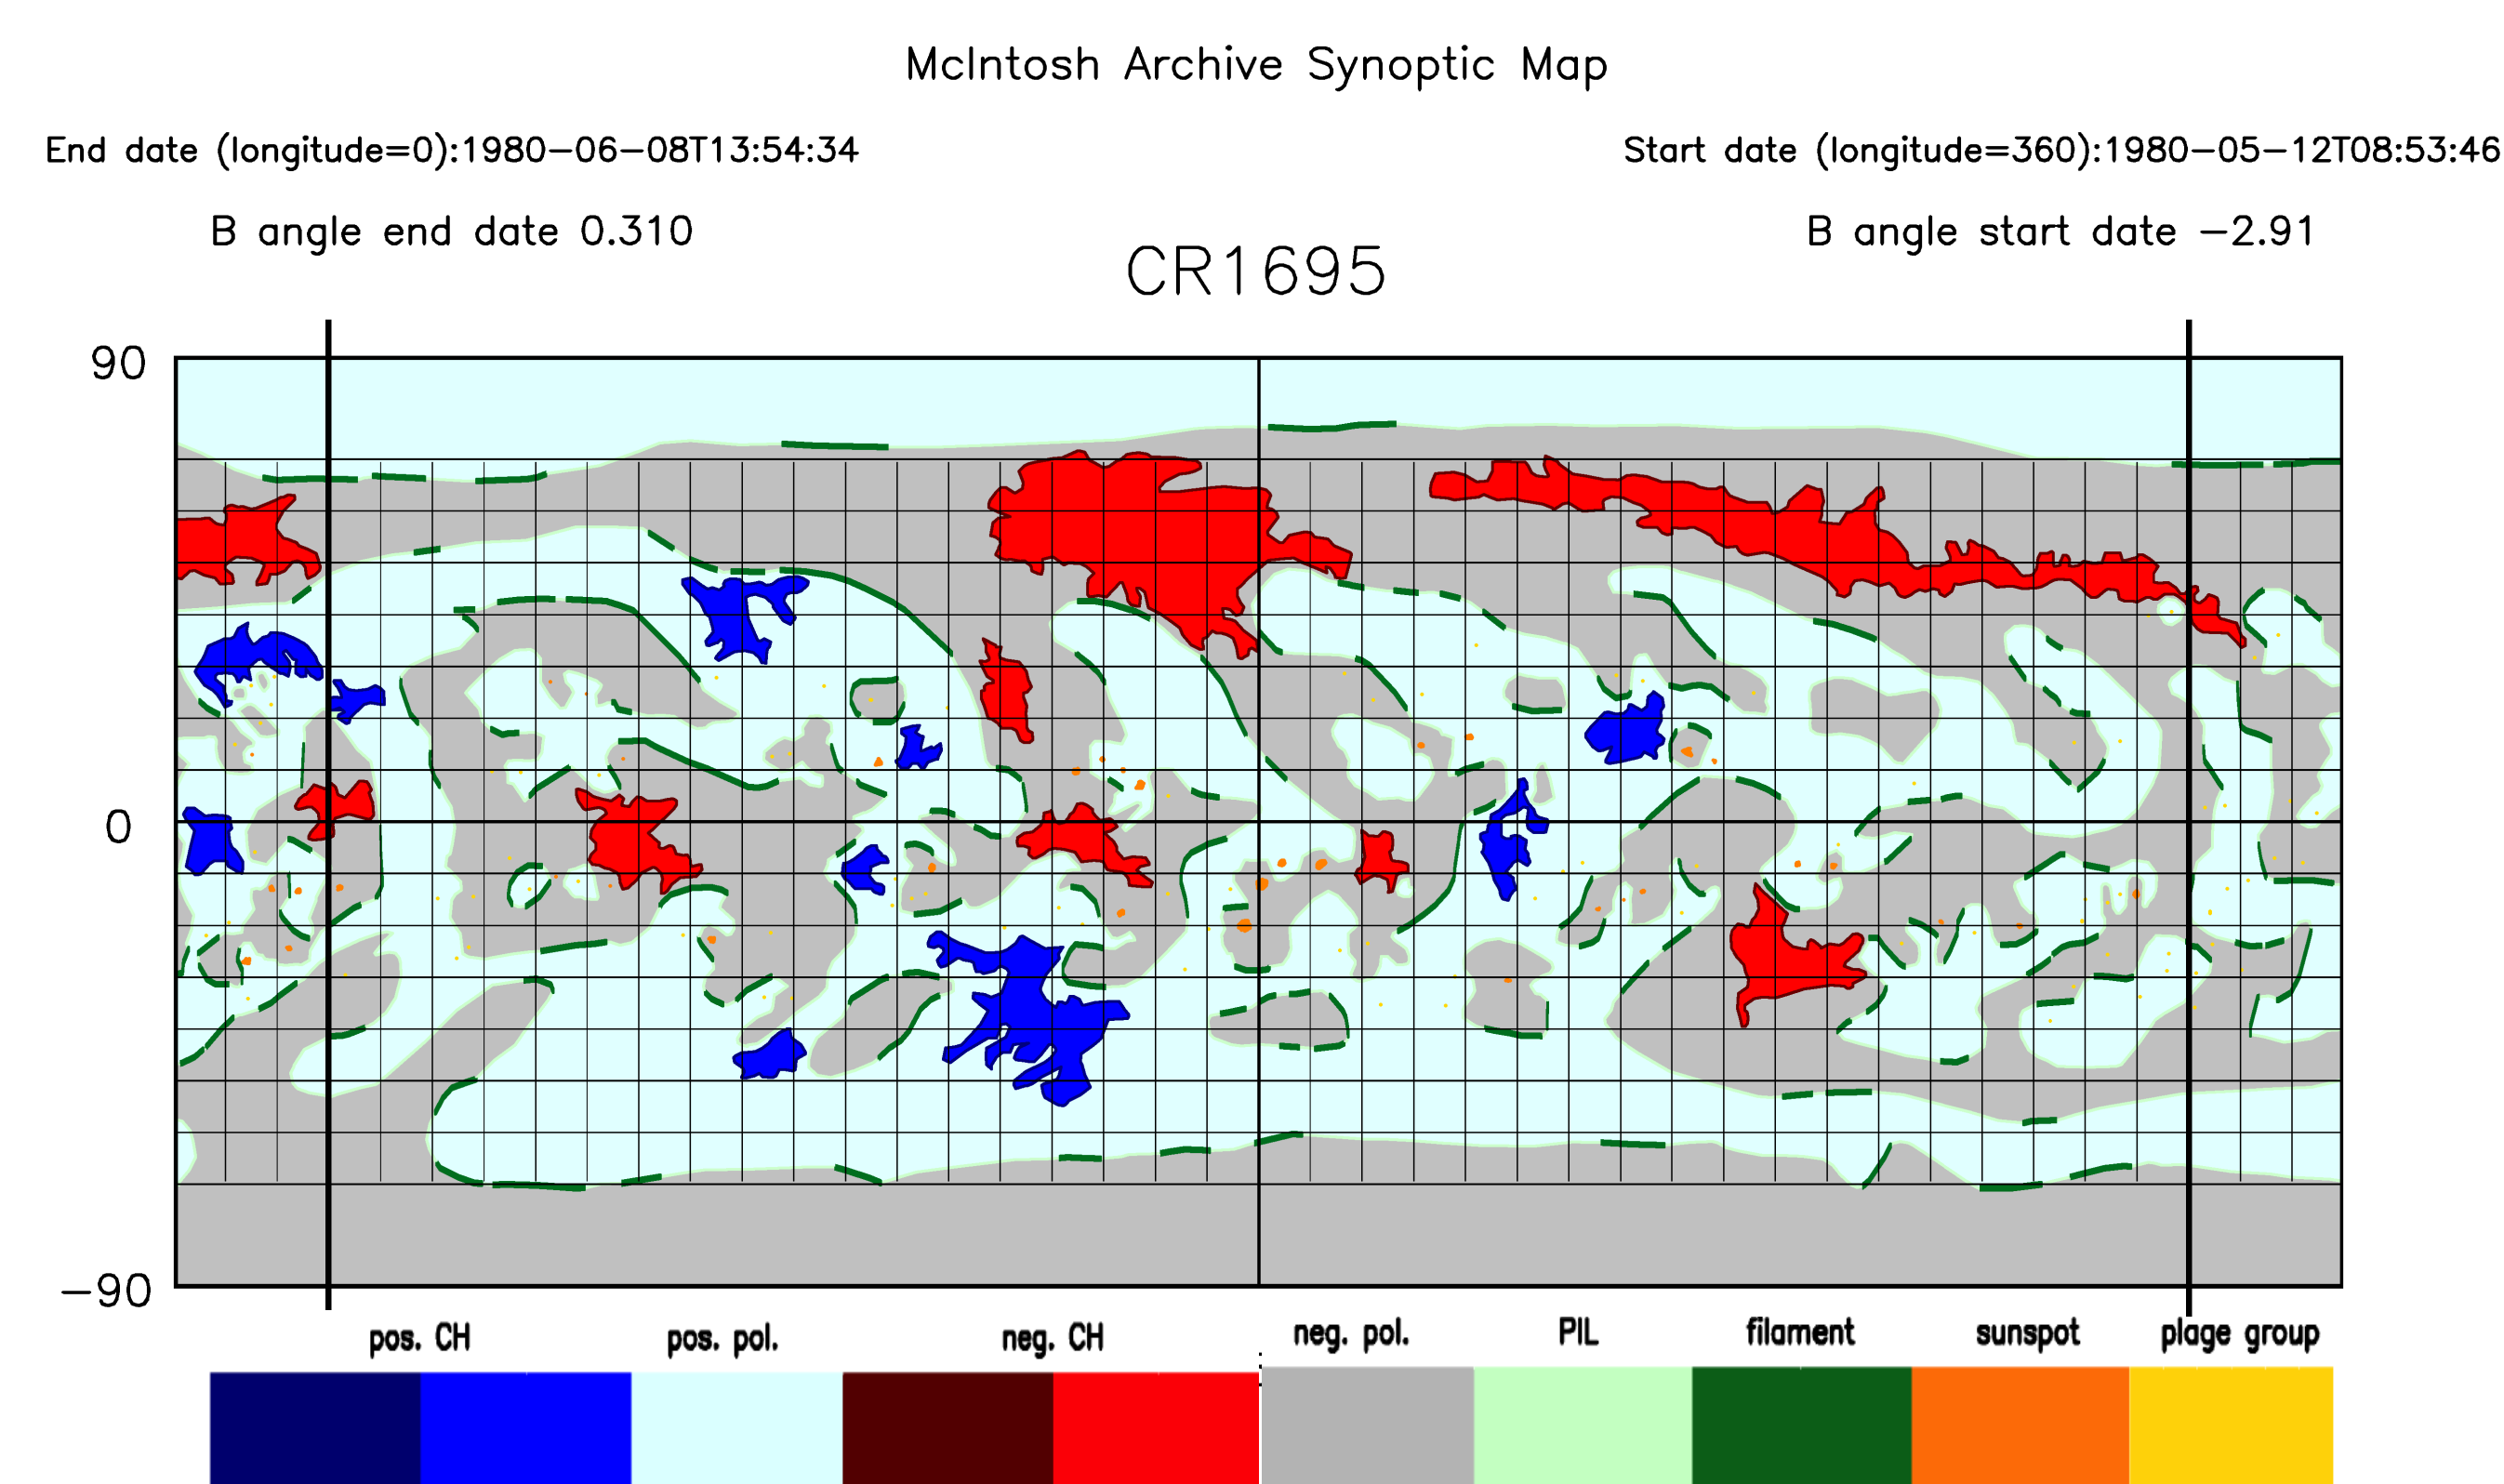 McIntosh Archive Synoptic Map
End date (longitude=0):1980-06-08T13:54:34
Start date (longitude=360):1980-05-12T08:53:46
B angle end date 0.310
B angle start date -2.91
CR1695
90
0
-90
pos. CH
pos. pol.
neg. CH
neg. pol.
PIL
filament
sunspot
plage group